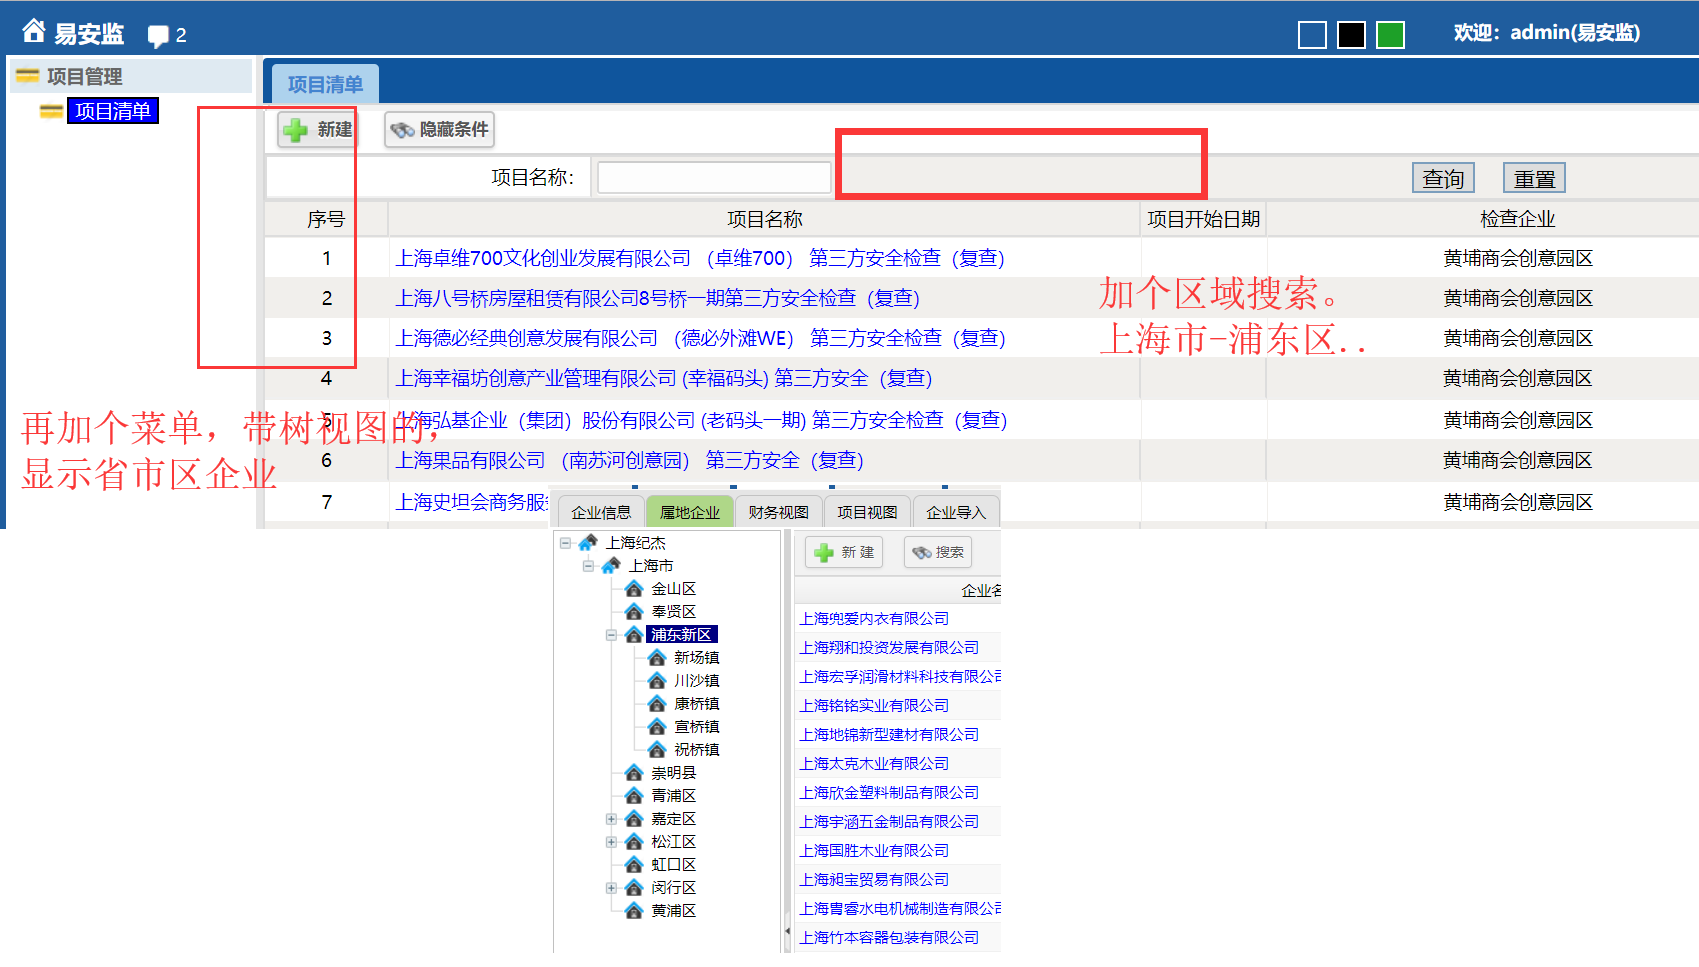 易安监 2 欢迎：admin(易安监)
项目管理
项目清单
项目清单
新建 隐藏条件
项目名称： 查询 重置
序号 项目名称 项目开始日期 检查企业
1 上海卓维700文化创业发展有限公司 （卓维700） 第三方安全检查（复查） 黄埔商会创意园区
2 上海八号桥房屋租赁有限公司8号桥一期第三方安全检查（复查） 黄埔商会创意园区
3 上海德必经典创意发展有限公司 （德必外滩WE） 第三方安全检查（复查） 黄埔商会创意园区
4 上海幸福坊创意产业管理有限公司 (幸福码头) 第三方安全（复查） 黄埔商会创意园区
5 上海弘基企业（集团）股份有限公司 (老码头一期) 第三方安全检查（复查） 黄埔商会创意园区
6 上海果品有限公司 （南苏河创意园） 第三方安全（复查） 黄埔商会创意园区
7 上海史坦会商务服务 黄埔商会创意园区
加个区域搜索。
上海市-浦东区..
再加个菜单，带树视图的，
显示省市区企业
企业信息 属地企业 财务视图 项目视图 企业导入
上海纪杰
上海市
金山区
奉贤区
浦东新区
新场镇
川沙镇
康桥镇
宣桥镇
祝桥镇
崇明县
青浦区
嘉定区
松江区
虹口区
闵行区
黄浦区
新 建 搜索
企业名
上海兜爱内衣有限公司
上海翔和投资发展有限公司
上海宏孚润滑材料科技有限公司
上海铭铭实业有限公司
上海地锦新型建材有限公司
上海太克木业有限公司
上海欣金塑料制品有限公司
上海宇涵五金制品有限公司
上海国胜木业有限公司
上海昶宝贸易有限公司
上海胄睿水电机械制造有限公司
上海竹本容器包装有限公司